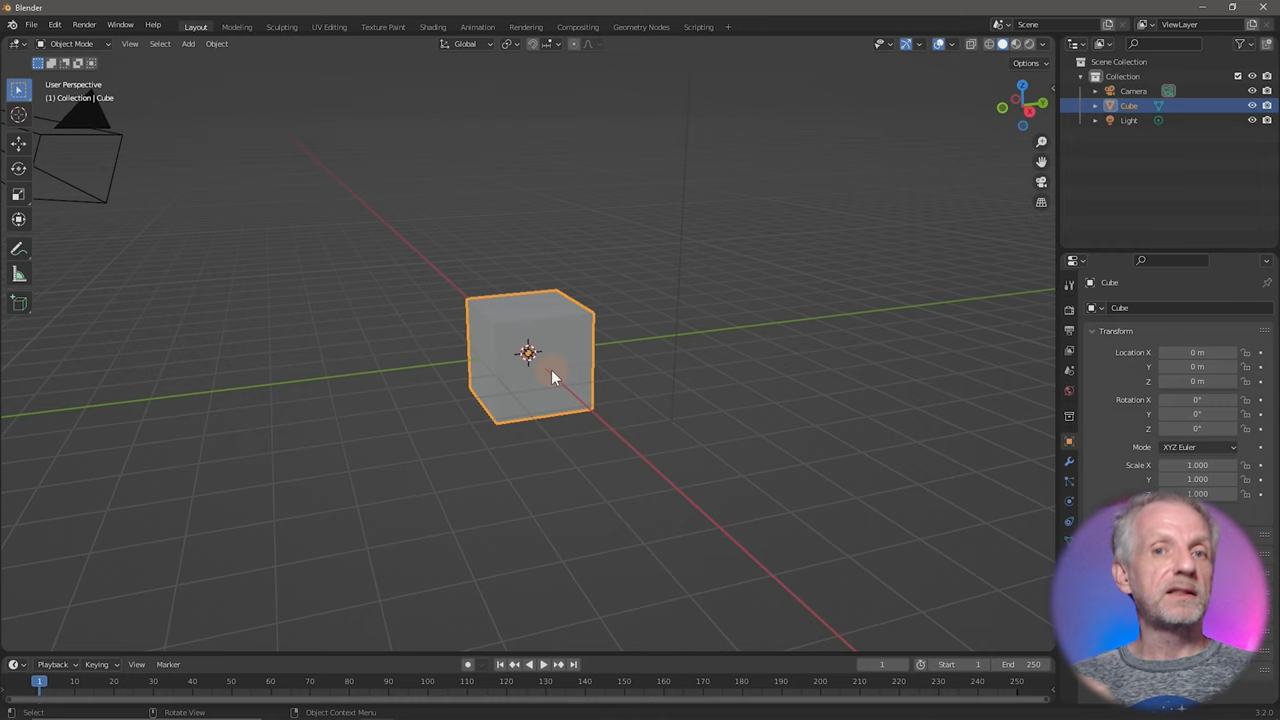 Blender
File Edit Render Window Help Layout Modeling Sculpting UV Editing Texture Paint Shading Animation Rendering Compositing Geometry Nodes Scripting + Scene ViewLayer
Object Mode View Select Add Object Global
Options
User Perspective
(1) Collection | Cube
Scene Collection
Collection
Camera
Cube
Light
Cube
Cube
Transform
Location X 0 m
Y 0 m
Z 0 m
Rotation X 0°
Y 0°
Z 0°
Mode XYZ Euler
Scale X 1.000
Y 1.000
1.000
X
Y
Z
Playback Keying View Marker 1 Start 1 End 250
1 10 20 30 40 50 60 70 80 90 100 110 120 130 140 150 160 170 180 190 200 210 220 230 240 250
Select Rotate View Object Context Menu 3.2.0